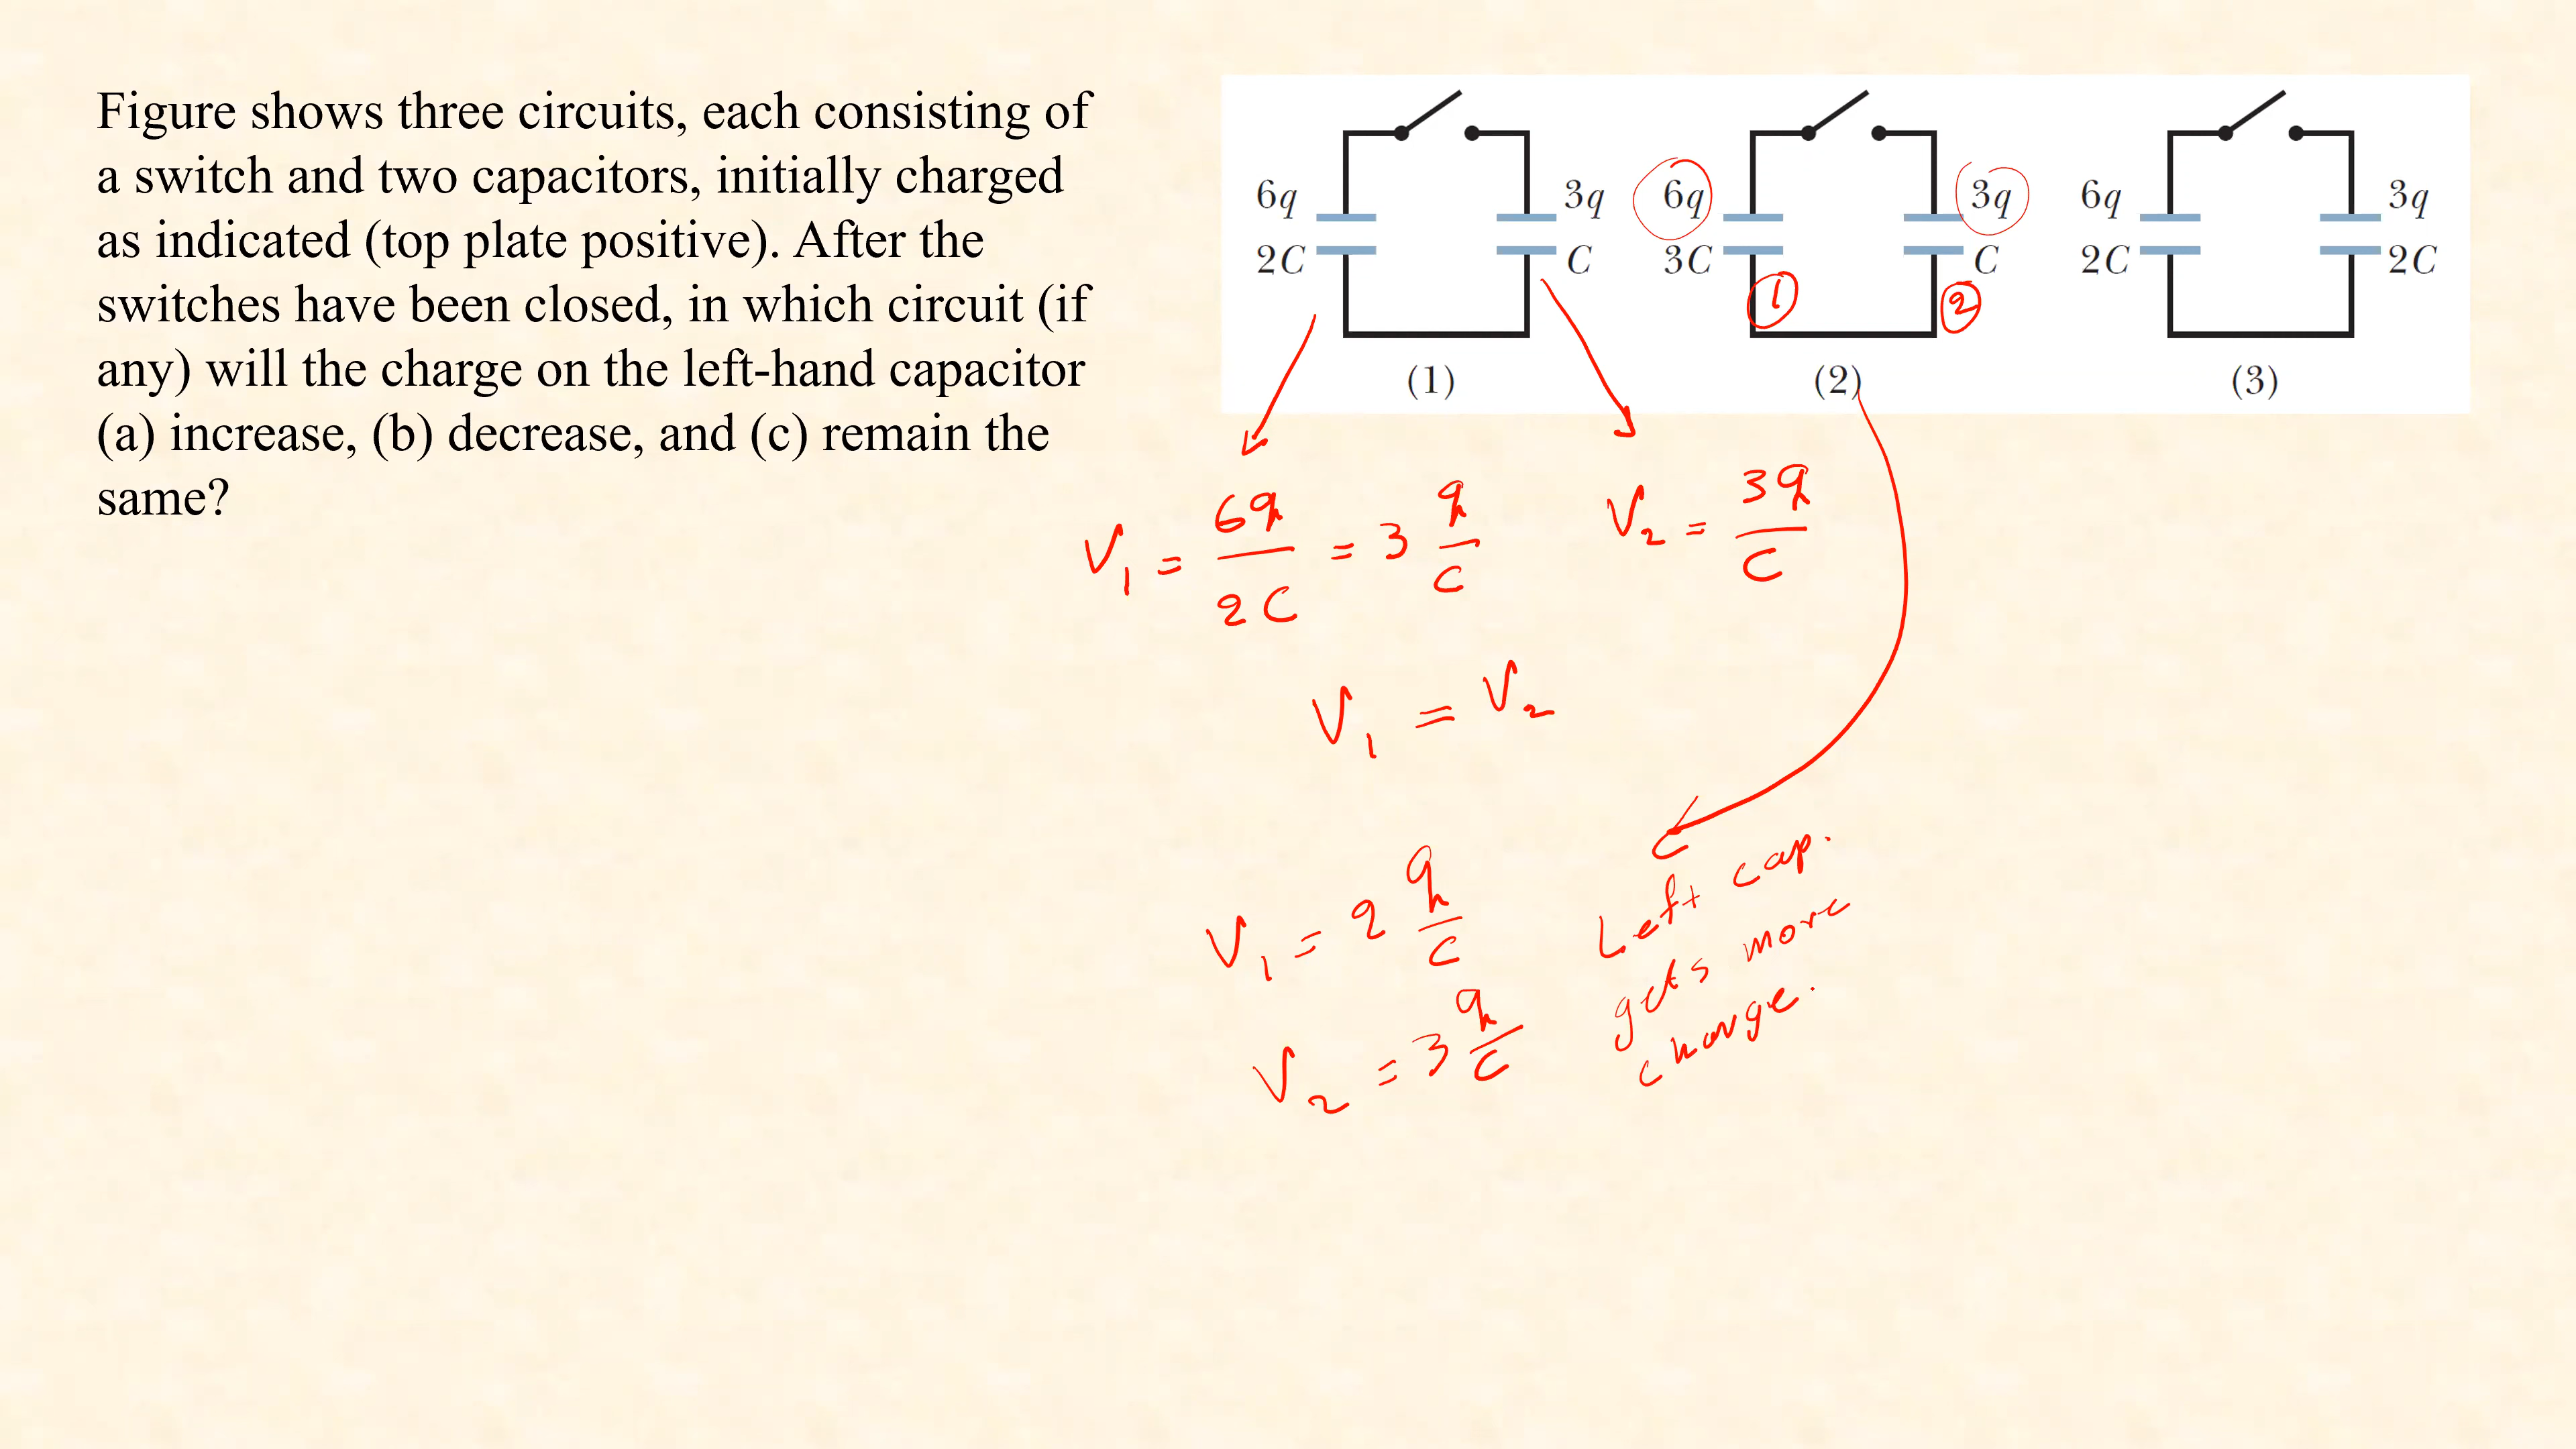 Figure shows three circuits, each consisting of
a switch and two capacitors, initially charged
as indicated (top plate positive). After the
switches have been closed, in which circuit (if
any) will the charge on the left-hand capacitor
(a) increase, (b) decrease, and (c) remain the
same?
6q 3q
2C C
(1)
6q 3q
3C C
1 2
(2)
6q 3q
2C 2C
(3)
V₁ = 6q/2C = 3 q/C
V₂ = 3q/C
V₁ = V₂
V₁ = 2 q/C
V₂ = 3 q/C
Left cap.
gets more
charge.